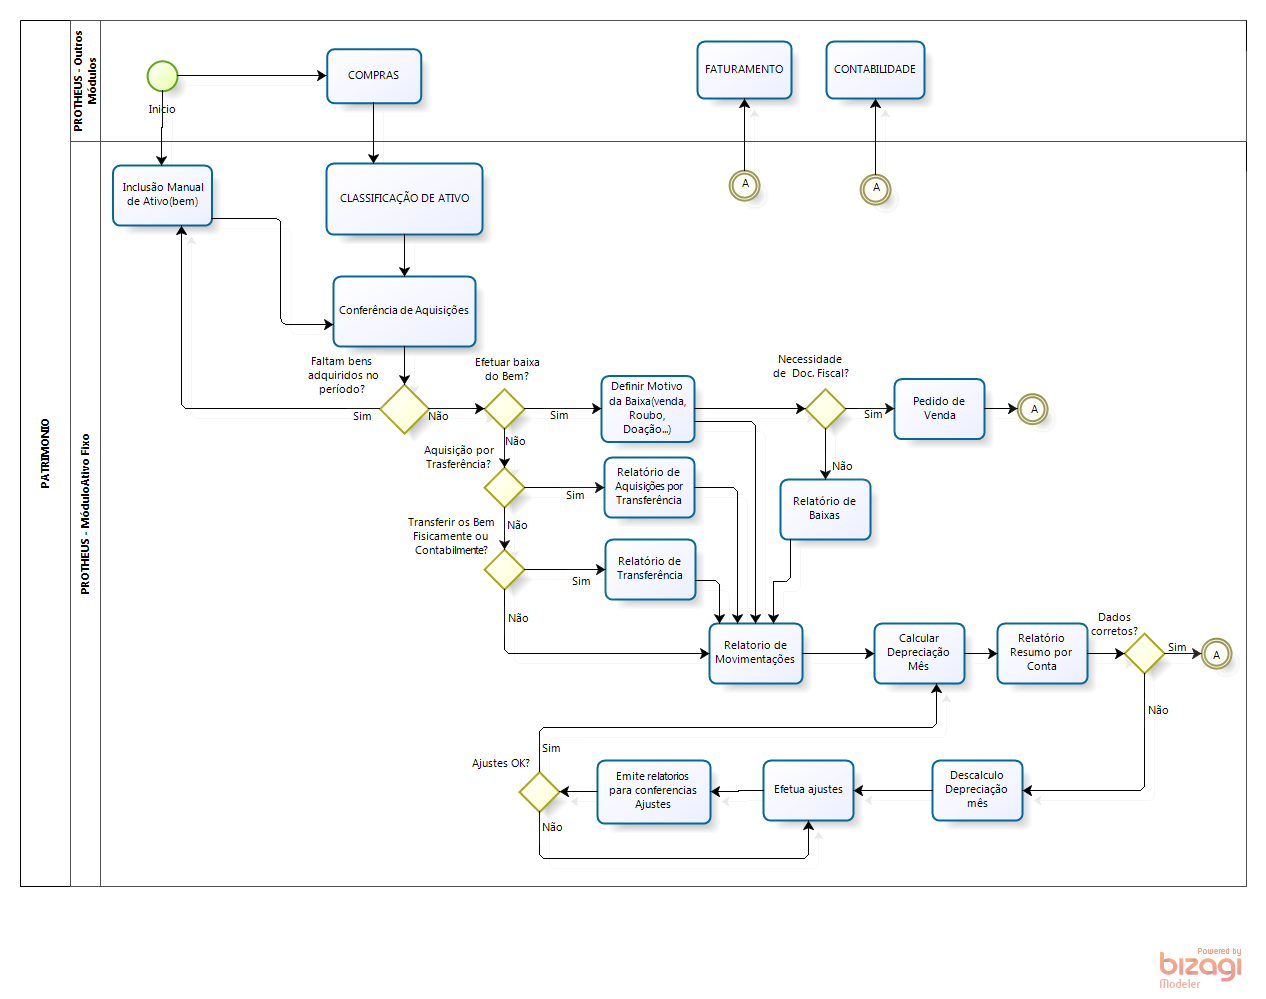 PATRIMONIO
PROTHEUS - Outros
Módulos
PROTHEUS - MóduloAtivo Fixo
Início
COMPRAS
FATURAMENTO
CONTABILIDADE
A
A
Inclusão Manual
de Ativo(bem)
CLASSIFICAÇÃO DE ATIVO
Conferência de Aquisições
Faltam bens
adquiridos no
período?
Sim
Não
Efetuar baixa
do Bem?
Sim
Não
Definir Motivo
da Baixa(venda,
Roubo,
Doação...)
Necessidade
de Doc. Fiscal?
Sim
Não
Pedido de
Venda
A
Aquisição por
Trasferência?
Sim
Não
Relatório de
Aquisições por
Transferência
Relatório de
Baixas
Transferir os Bem
Fisicamente ou
Contabilmente?
Sim
Não
Relatório de
Transferência
Relatorio de
Movimentações
Calcular
Depreciação
Mês
Relatório
Resumo por
Conta
Dados
corretos?
Sim
A
Não
Ajustes OK?
Sim
Não
Emite relatorios
para conferencias
Ajustes
Efetua ajustes
Descalculo
Depreciação
mês
Powered by
bizagi
Modeler